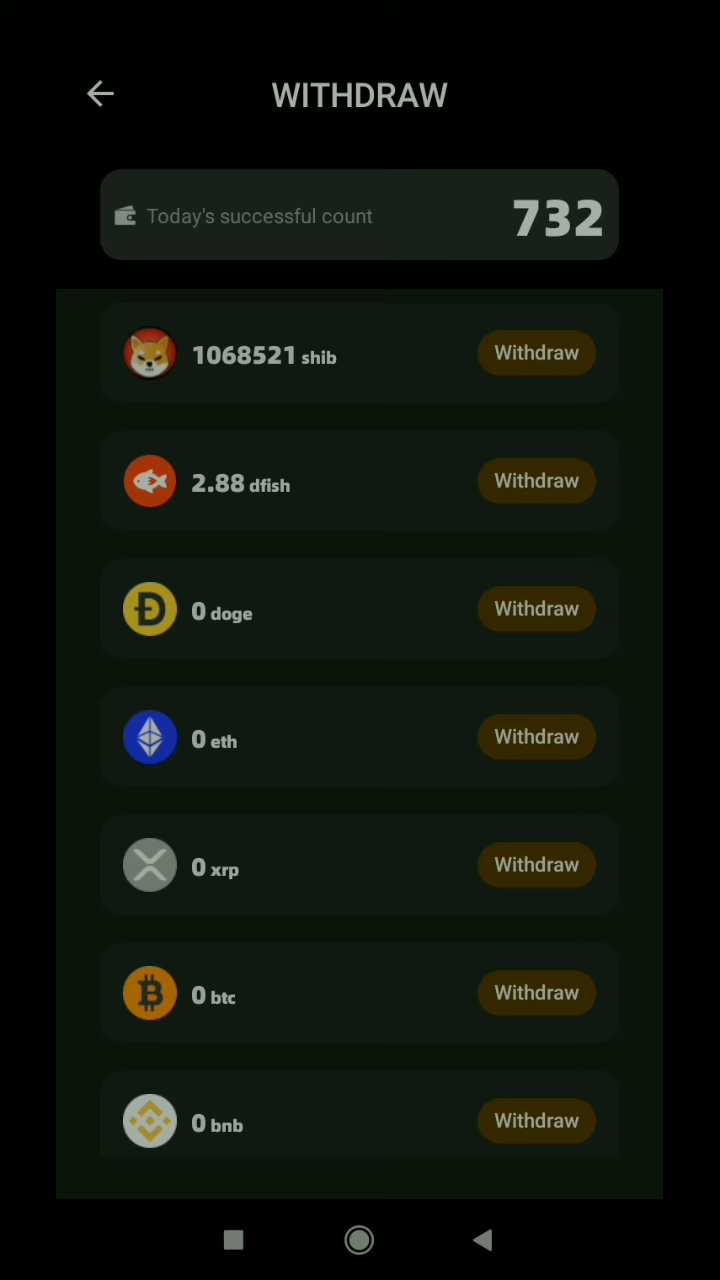 WITHDRAW
Today's successful count 732
1068521 shib Withdraw
2.88 dfish Withdraw
0 doge Withdraw
0 eth Withdraw
0 xrp Withdraw
0 btc Withdraw
0 bnb Withdraw